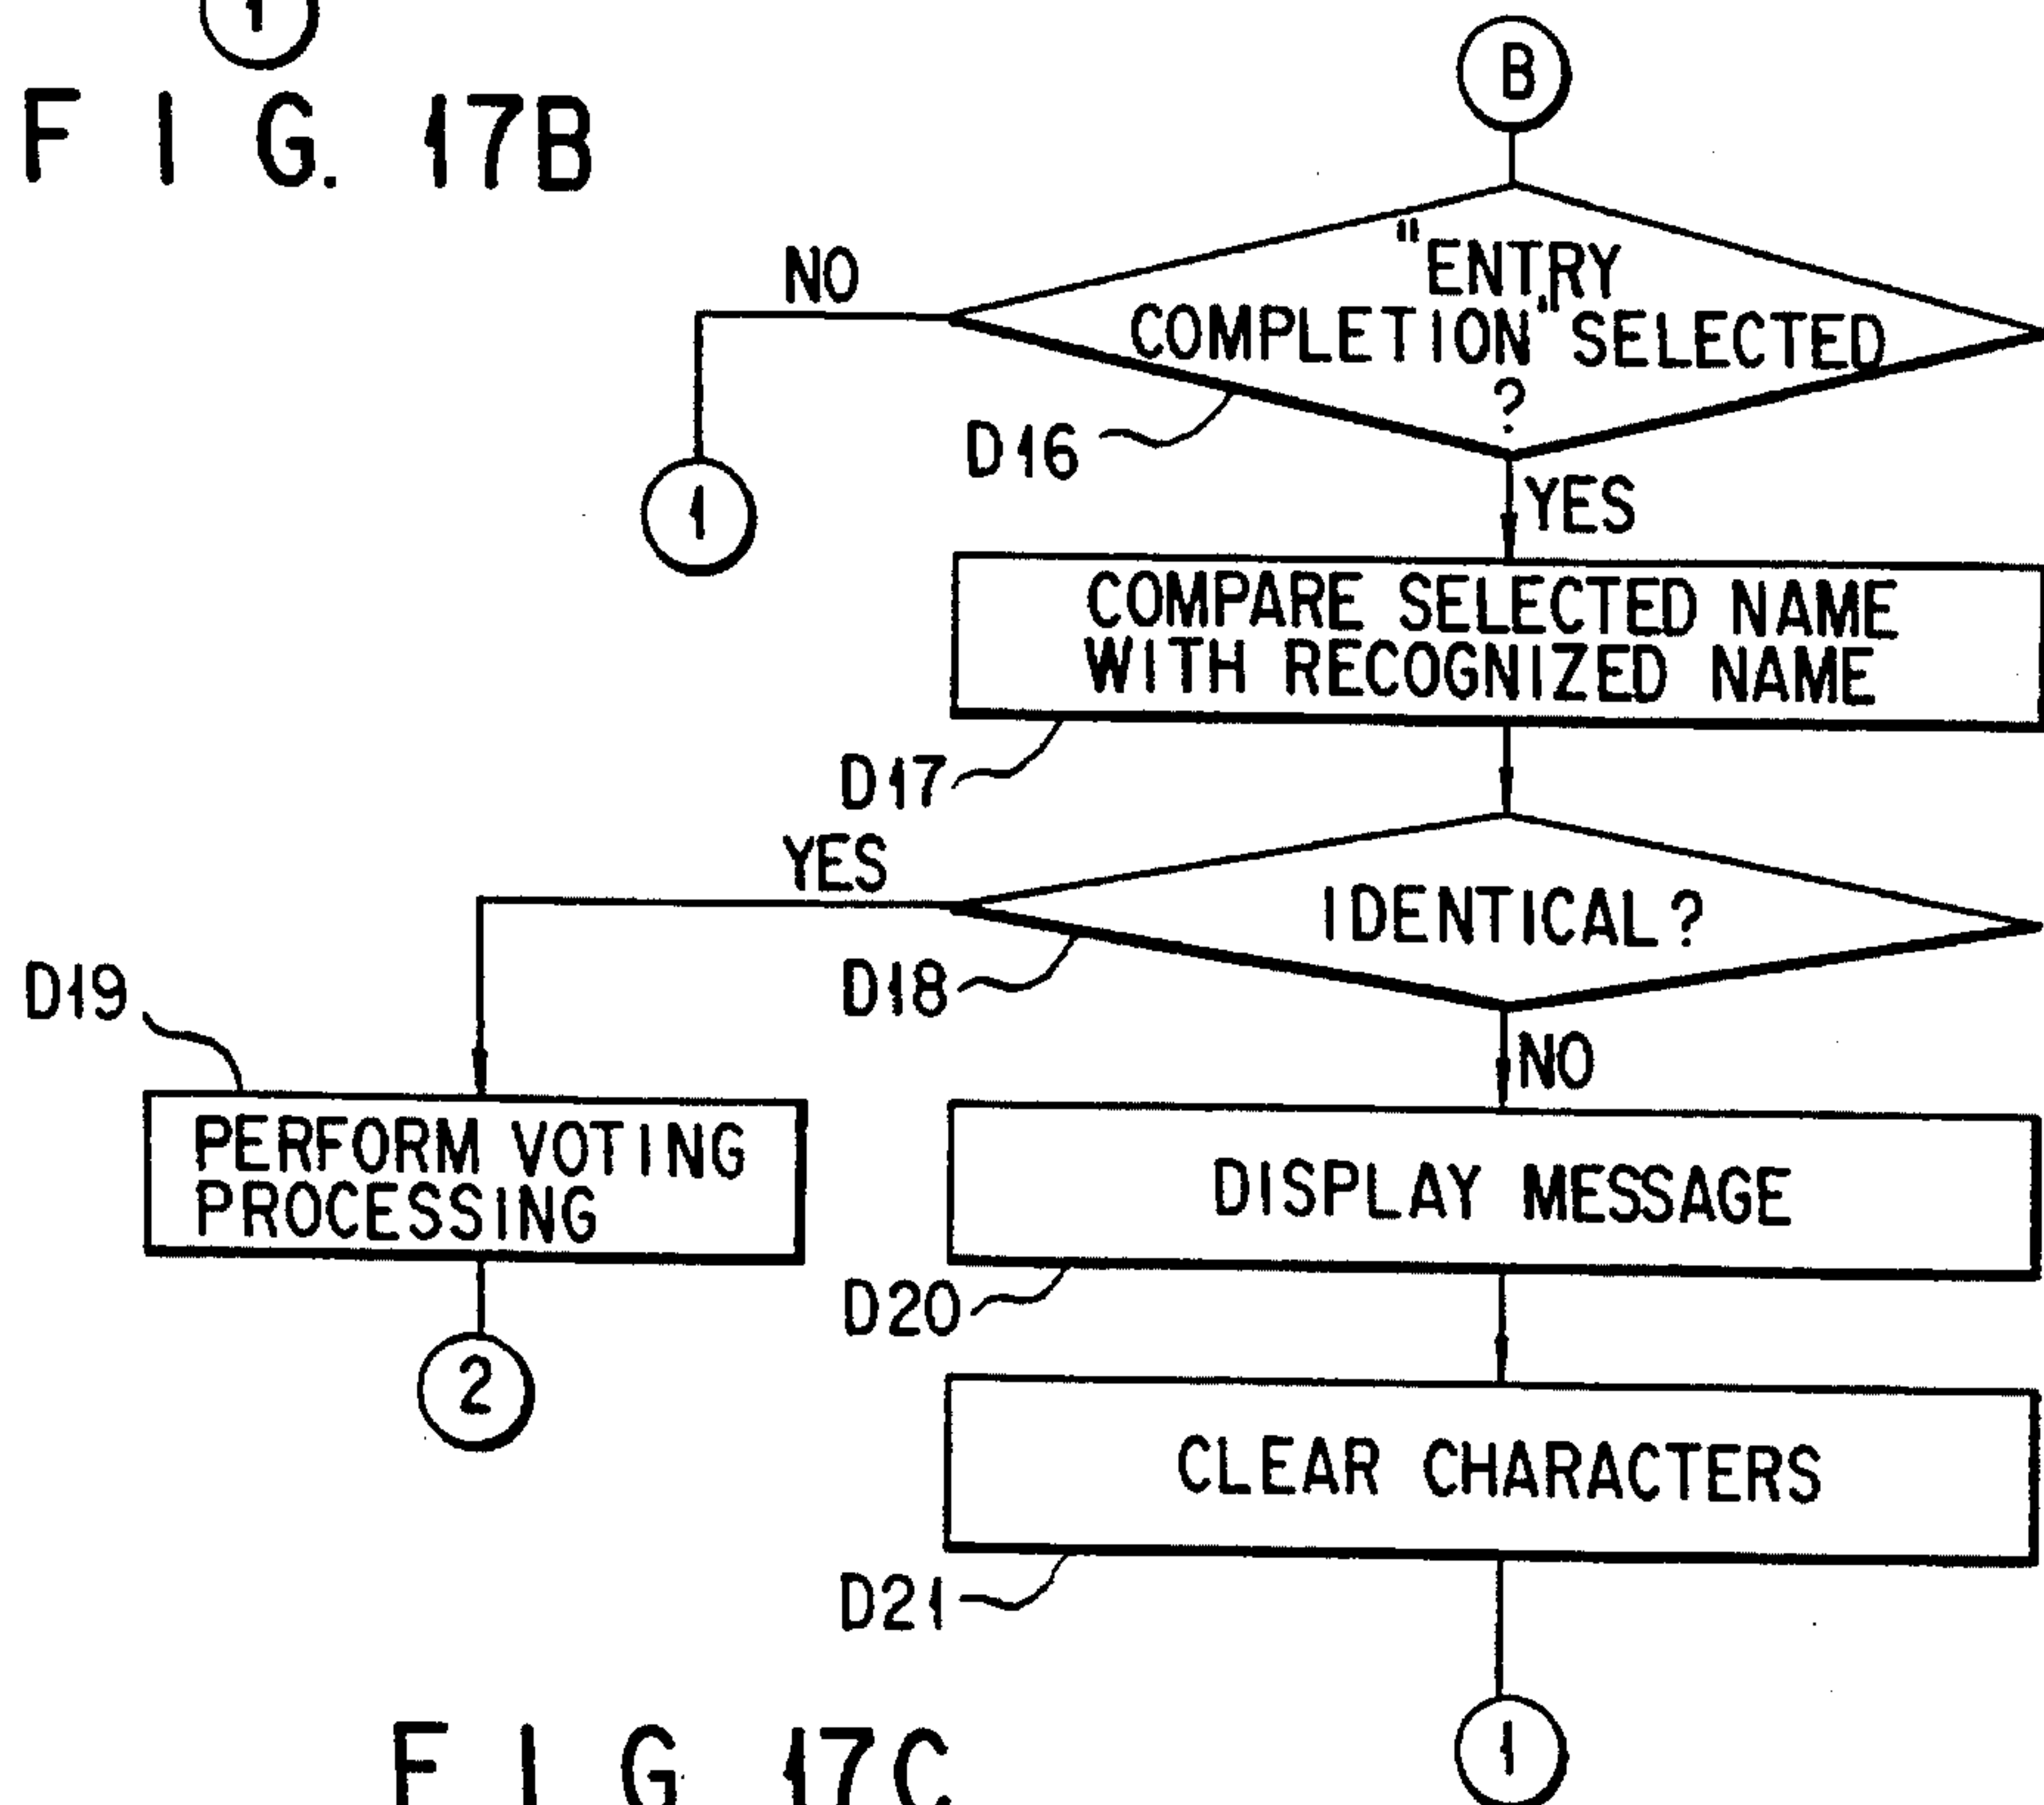 1
F I G. 17B
B
"ENTRY
COMPLETION" SELECTED
?
NO
D16
1
YES
COMPARE SELECTED NAME
WITH RECOGNIZED NAME
D17
YES
IDENTICAL?
D18
D19
NO
PERFORM VOTING
PROCESSING
DISPLAY MESSAGE
D20
2
CLEAR CHARACTERS
D21
1
F I G. 17C